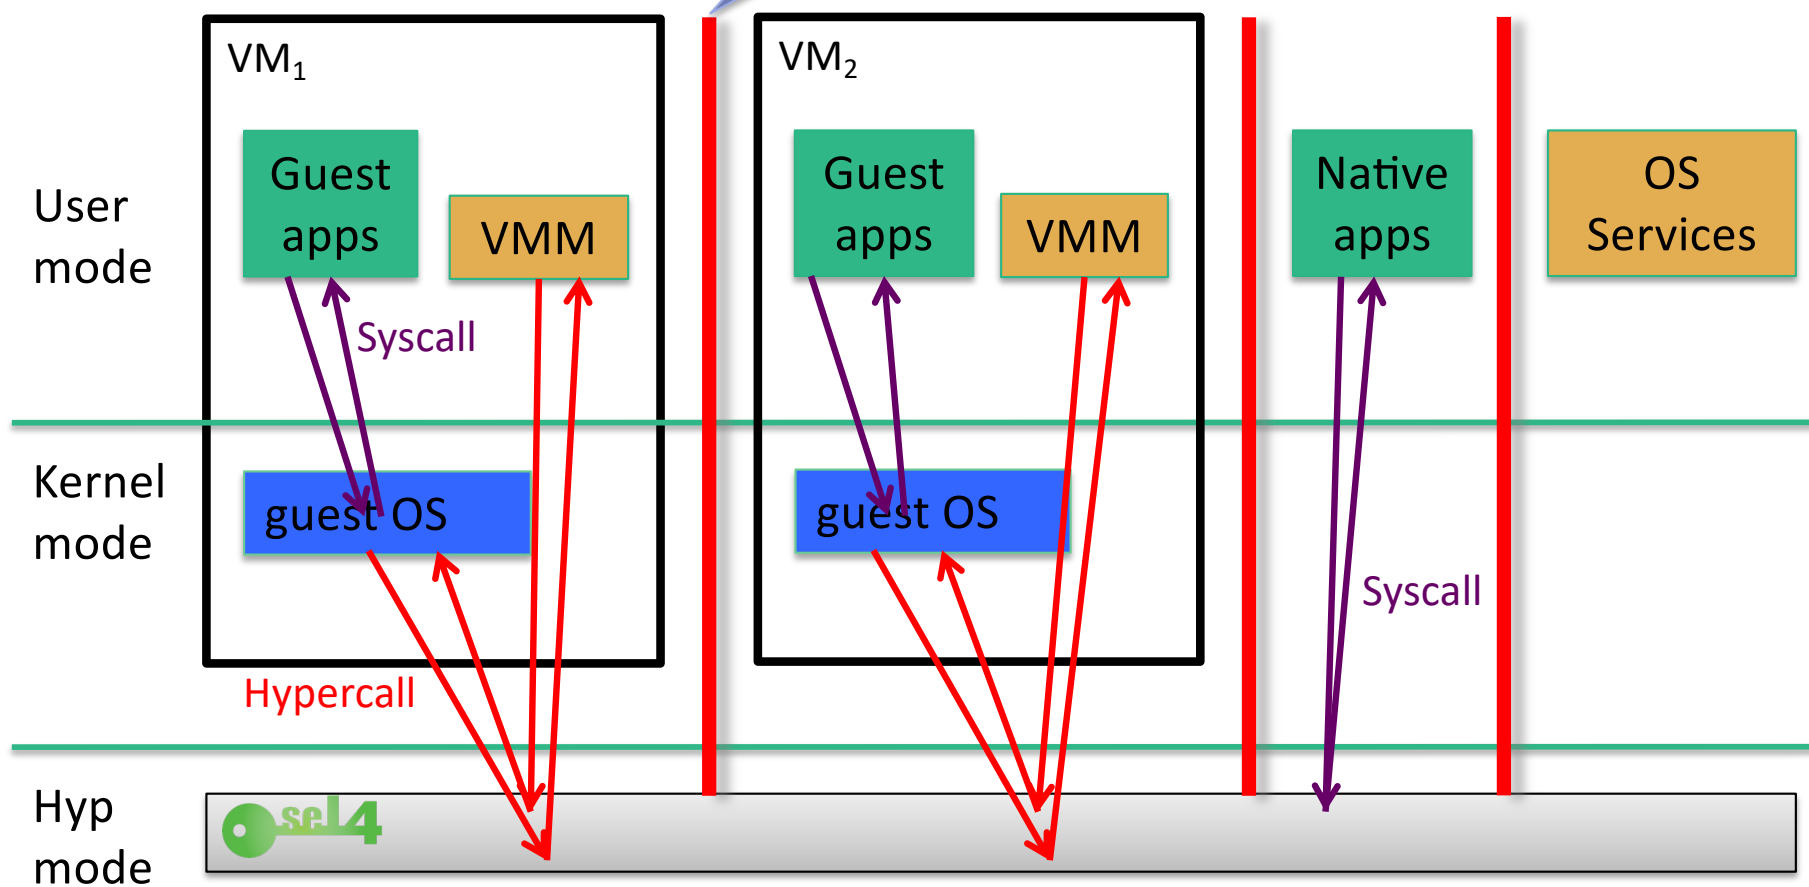 VM1
VM2
Guest
apps
VMM
Guest
apps
VMM
Native
apps
OS
Services
User
mode
Syscall
Kernel
mode
guest OS
guest OS
Syscall
Hypercall
Hyp
mode
seL4